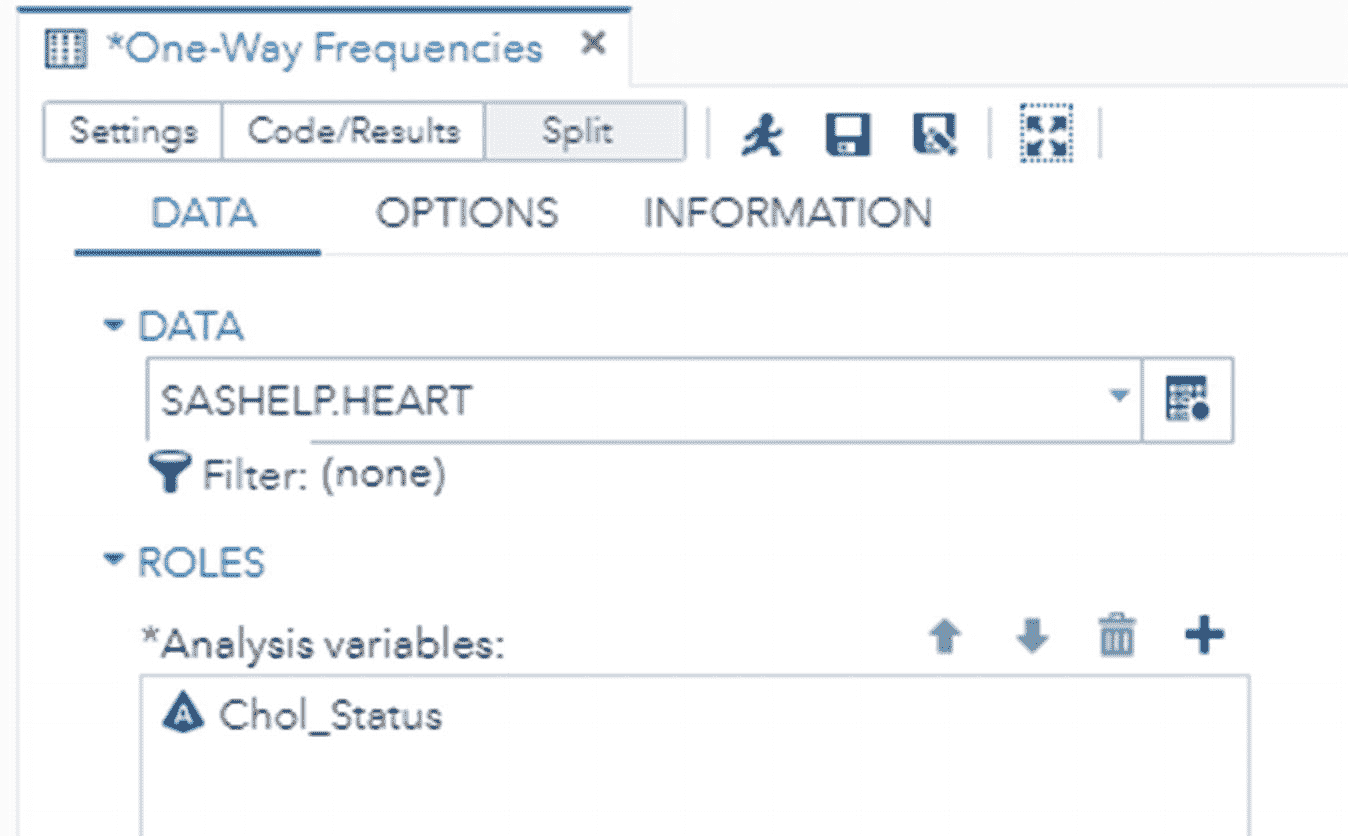 *One-Way Frequencies
Settings Code/Results Split
DATA OPTIONS INFORMATION
DATA
SASHELP.HEART
Filter: (none)
ROLES
*Analysis variables:
A Chol_Status